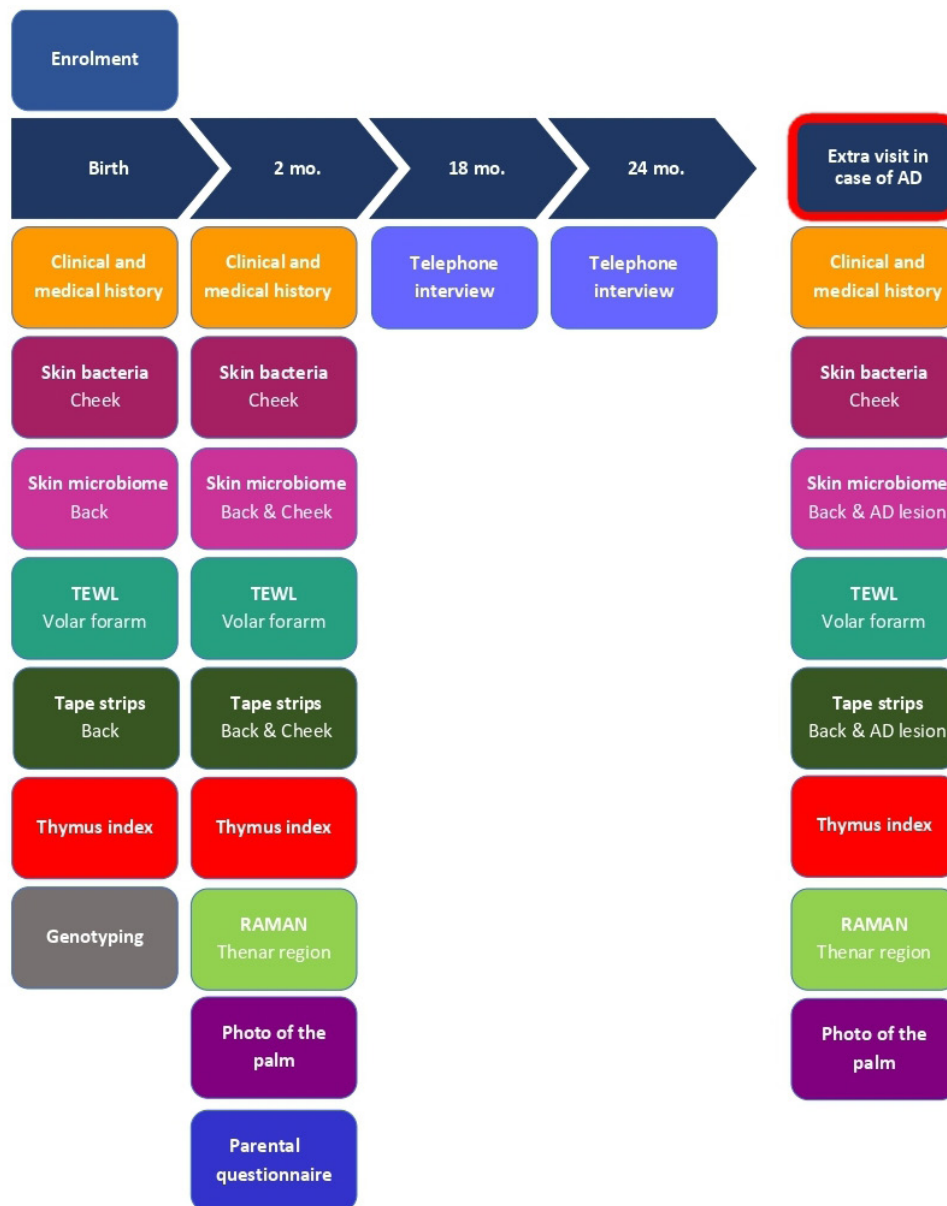 Enrolment
Birth
2 mo.
18 mo.
24 mo.
Extra visit in
case of AD
Clinical and
medical history
Clinical and
medical history
Telephone
interview
Telephone
interview
Clinical and
medical history
Skin bacteria
Cheek
Skin bacteria
Cheek
Skin bacteria
Cheek
Skin microbiome
Back
Skin microbiome
Back & Cheek
Skin microbiome
Back & AD lesion
TEWL
Volar forarm
TEWL
Volar forarm
TEWL
Volar forarm
Tape strips
Back
Tape strips
Back & Cheek
Tape strips
Back & AD lesion
Thymus index
Thymus index
Thymus index
Genotyping
RAMAN
Thenar region
RAMAN
Thenar region
Photo of the
palm
Photo of the
palm
Parental
questionnaire